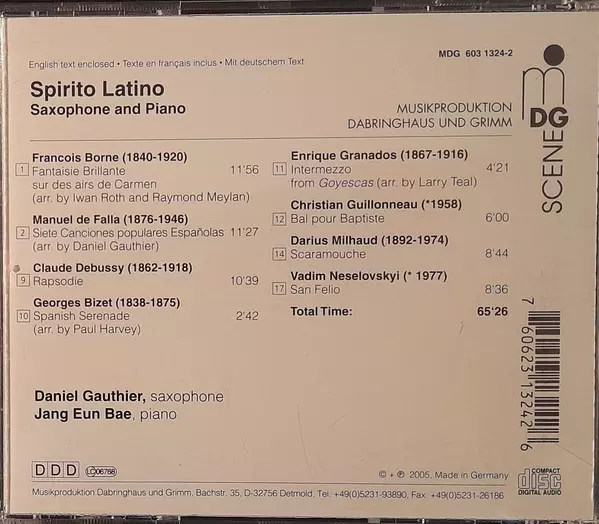 English text enclosed • Texte en français inclus • Mit deutschem Text
MDG 603 1324-2
Spirito Latino
Saxophone and Piano
MUSIKPRODUKTION
DABRINGHAUS UND GRIMM
MDG
SCENE
Francois Borne (1840-1920)
1 Fantaisie Brillante 11'56
sur des airs de Carmen
(arr. by Iwan Roth and Raymond Meylan)
Manuel de Falla (1876-1946)
2 Siete Canciones populares Españolas 11'27
(arr. by Daniel Gauthier)
Claude Debussy (1862-1918)
9 Rapsodie 10'39
Georges Bizet (1838-1875)
10 Spanish Serenade 2'42
(arr. by Paul Harvey)
Enrique Granados (1867-1916)
11 Intermezzo 4'21
from Goyescas (arr. by Larry Teal)
Christian Guillonneau (*1958)
12 Bal pour Baptiste 6'00
Darius Milhaud (1892-1974)
14 Scaramouche 8'44
Vadim Neselovskyi (* 1977)
17 San Felio 8'36
Total Time: 65'26
Daniel Gauthier, saxophone
Jang Eun Bae, piano
7 60623 13242 6
DDD
LC 06768
© + ℗ 2005, Made in Germany
COMPACT
disc
DIGITAL AUDIO
Musikproduktion Dabringhaus und Grimm, Bachstr. 35, D-32756 Detmold, Tel. +49(0)5231-93890, Fax. +49(0)5231-26186